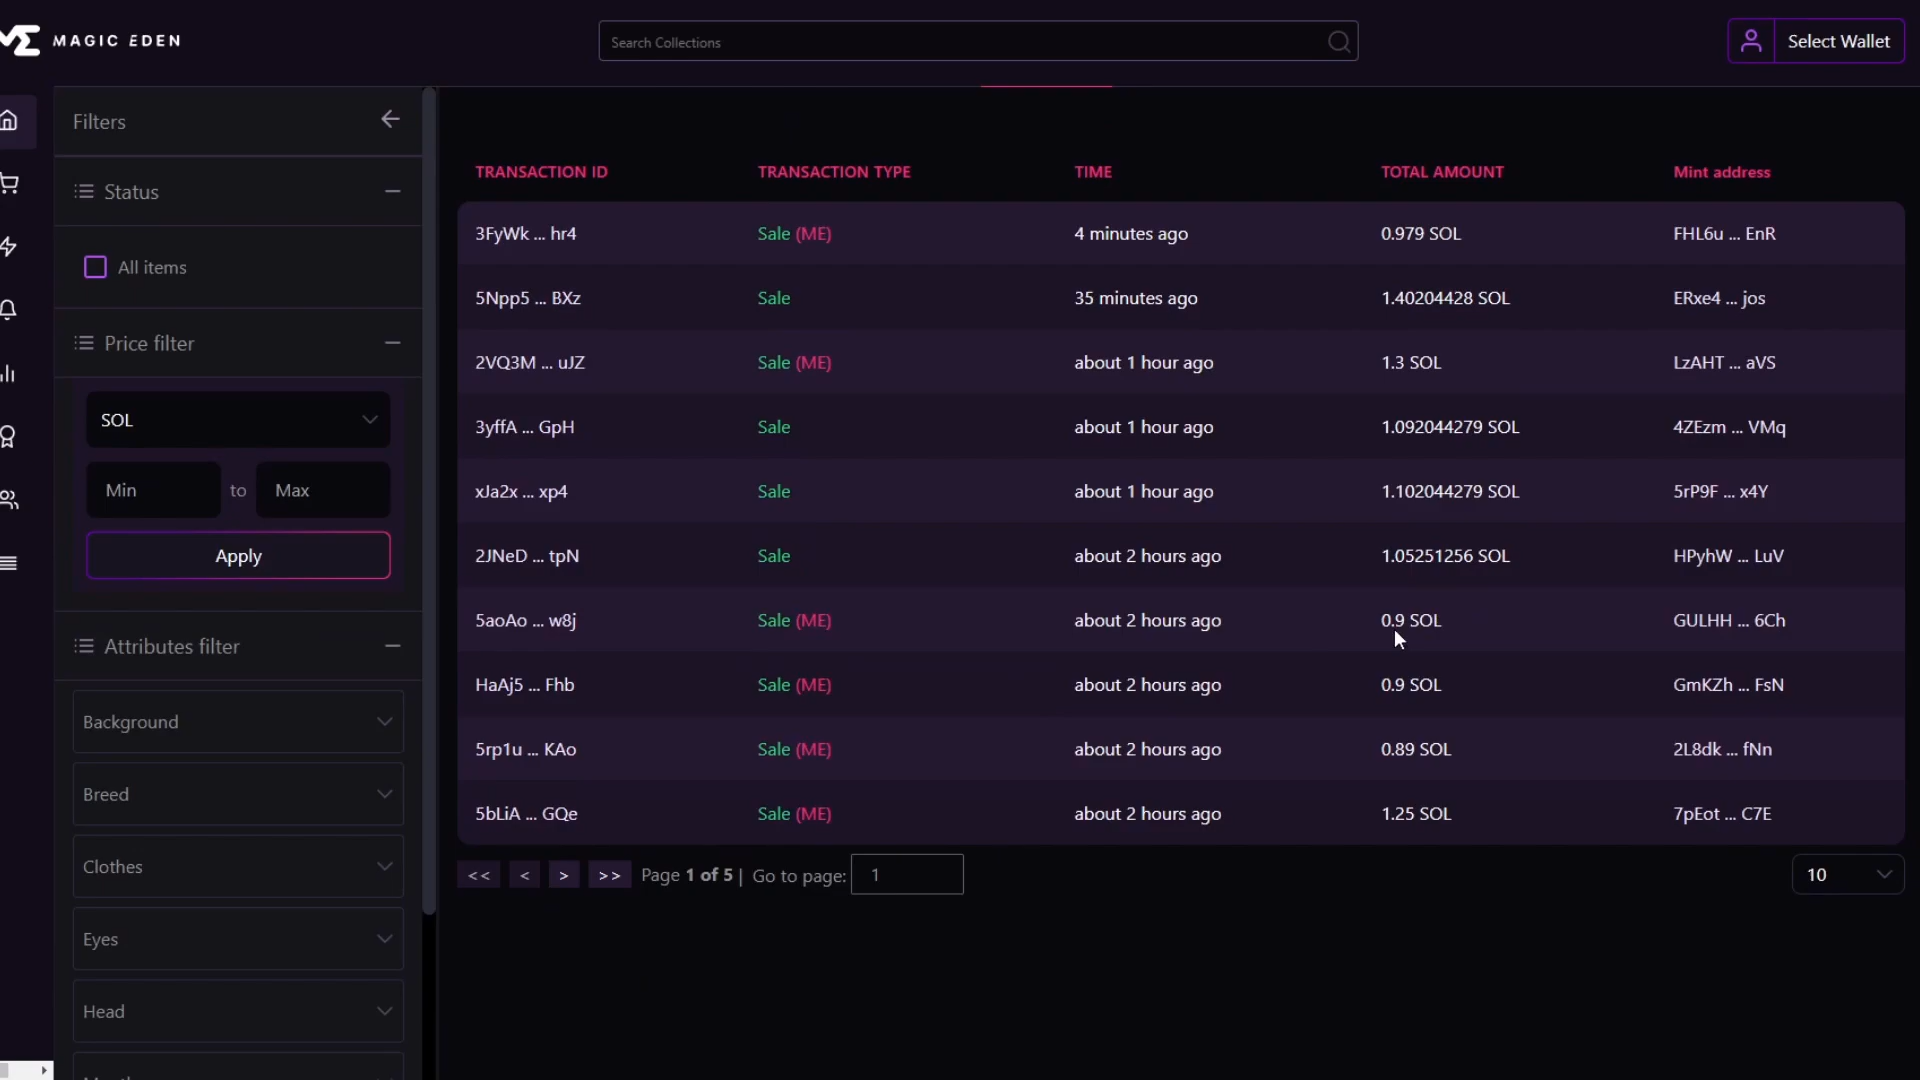 MAGIC EDEN
Search Collections
Select Wallet
Filters
Status
All items
Price filter
SOL
Min to Max
Apply
Attributes filter
Background
Breed
Clothes
Eyes
Head
TRANSACTION ID TRANSACTION TYPE TIME TOTAL AMOUNT Mint address
3FyWk ... hr4 Sale (ME) 4 minutes ago 0.979 SOL FHL6u ... EnR
5Npp5 ... BXz Sale 35 minutes ago 1.40204428 SOL ERxe4 ... jos
2VQ3M ... uJZ Sale (ME) about 1 hour ago 1.3 SOL LzAHT ... aVS
3yffA ... GpH Sale about 1 hour ago 1.092044279 SOL 4ZEzm ... VMq
xJa2x ... xp4 Sale about 1 hour ago 1.102044279 SOL 5rP9F ... x4Y
2JNeD ... tpN Sale about 2 hours ago 1.05251256 SOL HPyhW ... LuV
5aoAo ... w8j Sale (ME) about 2 hours ago 0.9 SOL GULHH ... 6Ch
HaAj5 ... Fhb Sale (ME) about 2 hours ago 0.9 SOL GmKZh ... FsN
5rp1u ... KAo Sale (ME) about 2 hours ago 0.89 SOL 2L8dk ... fNn
5bLiA ... GQe Sale (ME) about 2 hours ago 1.25 SOL 7pEot ... C7E
<< < > >> Page 1 of 5 | Go to page: 1 10